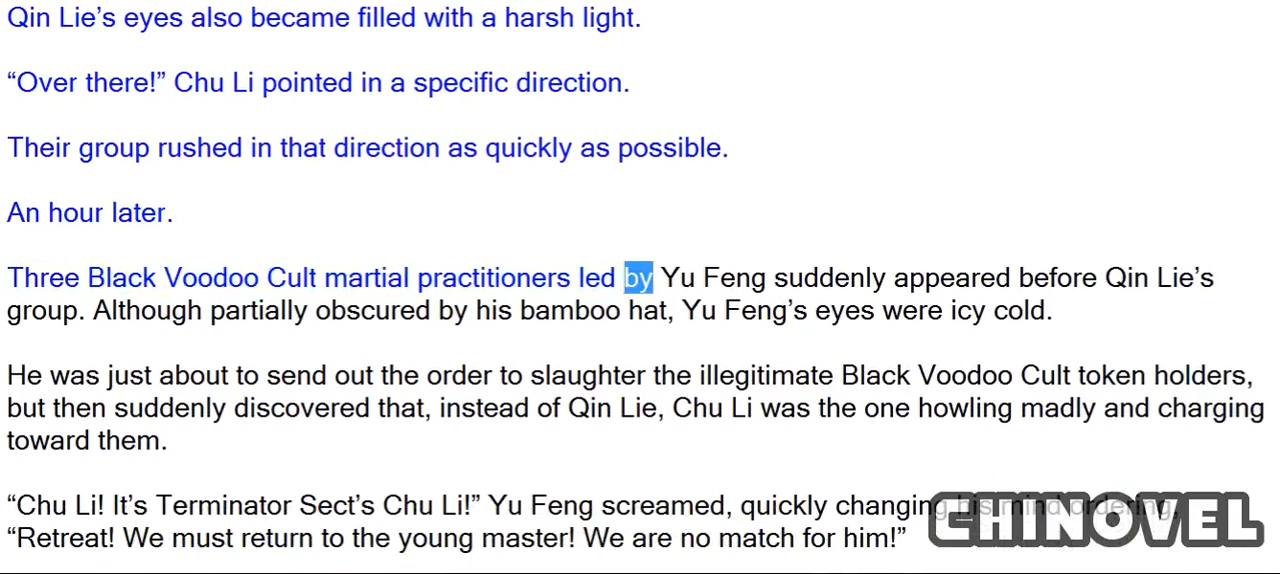 Qin Lie’s eyes also became filled with a harsh light.
“Over there!” Chu Li pointed in a specific direction.
Their group rushed in that direction as quickly as possible.
An hour later.
Three Black Voodoo Cult martial practitioners led by Yu Feng suddenly appeared before Qin Lie’s
group. Although partially obscured by his bamboo hat, Yu Feng’s eyes were icy cold.
He was just about to send out the order to slaughter the illegitimate Black Voodoo Cult token holders,
but then suddenly discovered that, instead of Qin Lie, Chu Li was the one howling madly and charging
toward them.
“Chu Li! It’s Terminator Sect’s Chu Li!” Yu Feng screamed, quickly changing his mind ordering,
“Retreat! We must return to the young master! We are no match for him!”
CHINOVEL